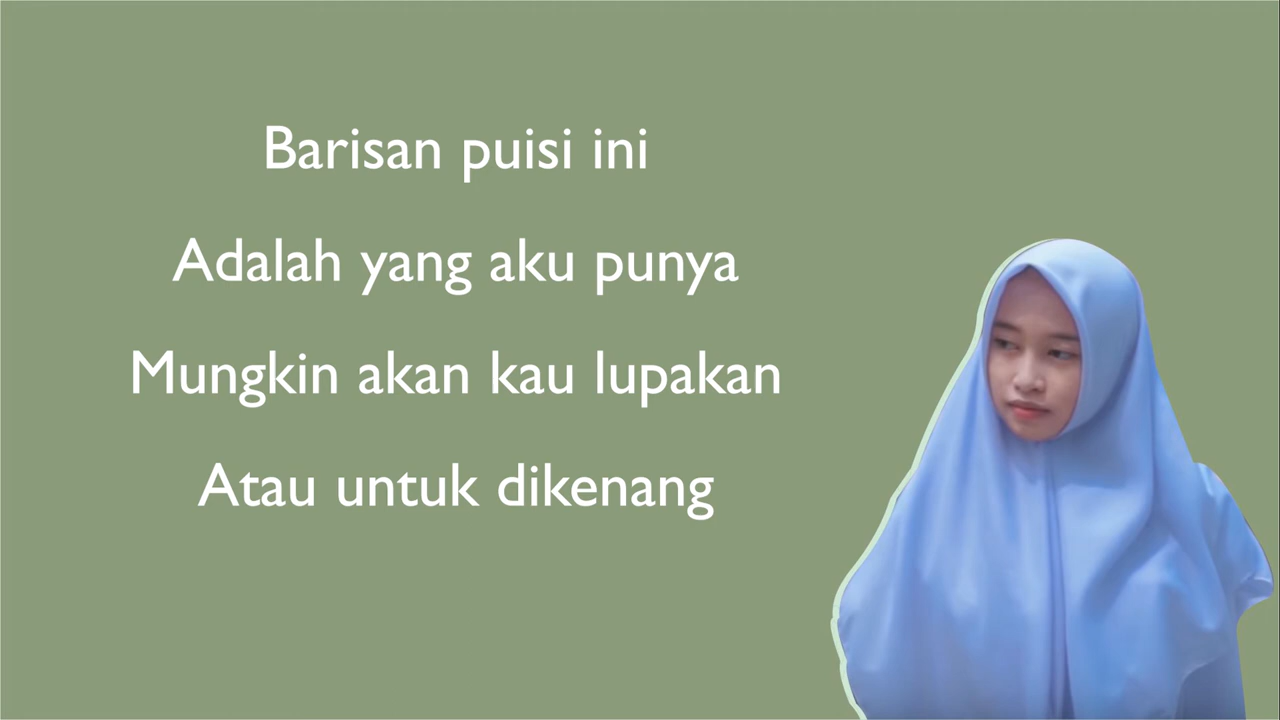 Barisan puisi ini
Adalah yang aku punya
Mungkin akan kau lupakan
Atau untuk dikenang